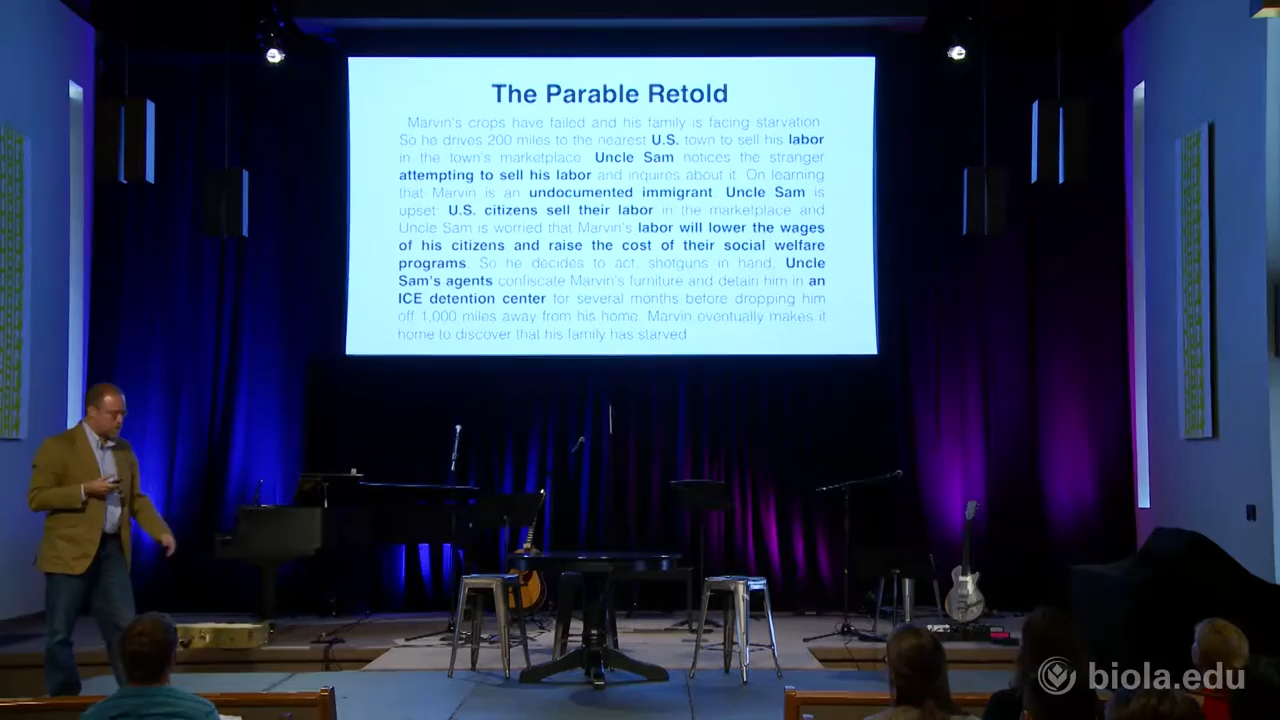 The Parable Retold
Marvin's crops have failed and his family is facing starvation.
So he drives 200 miles to the nearest U.S. town to sell his labor
in the town's marketplace. Uncle Sam notices the stranger
attempting to sell his labor and inquires about it. On learning
that Marvin is an undocumented immigrant, Uncle Sam is
upset: U.S. citizens sell their labor in the marketplace and
Uncle Sam is worried that Marvin's labor will lower the wages
of his citizens and raise the cost of their social welfare
programs. So he decides to act: shotguns in hand, Uncle
Sam's agents confiscate Marvin's furniture and detain him in an
ICE detention center for several months before dropping him
off 1,000 miles away from his home. Marvin eventually makes it
home to discover that his family has starved.
biola.edu